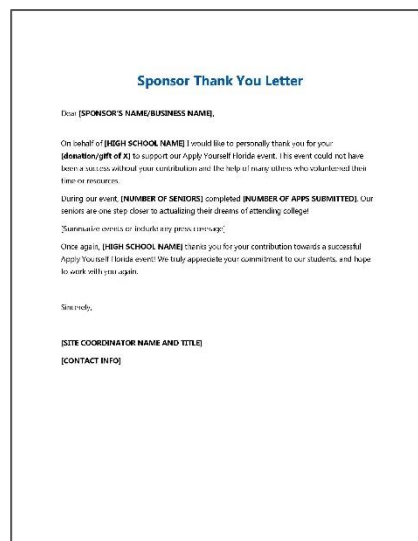 Sponsor Thank You Letter
Dear [SPONSOR'S NAME/BUSINESS NAME],
On behalf of [HIGH SCHOOL NAME] I would like to personally thank you for your
[donation/gift of X] to support our Apply Yourself Florida event. This event could not have
been a success without your contribution and the help of many others who volunteered their
time or resources.
During our event, [NUMBER OF SENIORS] completed [NUMBER OF APPS SUBMITTED]. Our
seniors are one step closer to actualizing their dreams of attending college!
[Summarize events or include any press coverage]
Once again, [HIGH SCHOOL NAME] thanks you for your contribution towards a successful
Apply Yourself Florida event! We truly appreciate your commitment to our students, and hope
to work with you again.
Sincerely,
[SITE COORDINATOR NAME AND TITLE]
[CONTACT INFO]